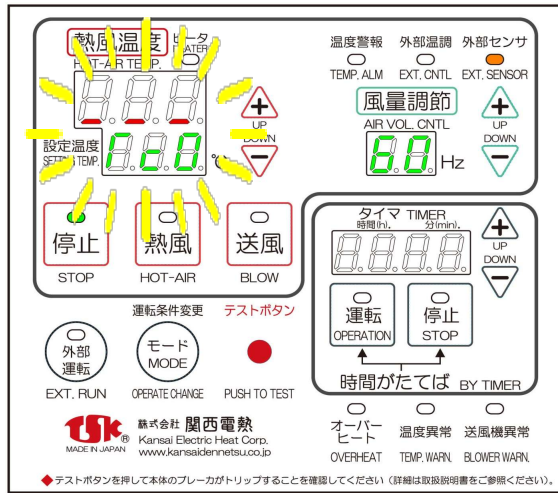 熱風温度 ヒータ
HOT-AIR TEMP. HEATER
温度警報 外部温調 外部センサ
TEMP. ALM EXT. CNTL EXT. SENSOR
風量調節
AIR VOL. CNTL
UP
DOWN
UP
DOWN
設定温度
SETTING TEMP. ℃
60 Hz
停止 熱風 送風
STOP HOT-AIR BLOW
タイマ TIMER
時間(h). 分(min).
UP
DOWN
運転
OPERATION
停止
STOP
時間がたてば BY TIMER
運転条件変更 テストボタン
外部
運転
モード
MODE
EXT. RUN OPERATE CHANGE PUSH TO TEST
オーバー
ヒート
温度異常 送風機異常
OVERHEAT TEMP. WARN. BLOWER WARN.
TSK ®
MADE IN JAPAN
株式会社 関西電熱
Kansai Electric Heat Corp.
www.kansaidennetsu.co.jp
◆テストボタンを押して本体のブレーカがトリップすることを確認してください（詳細は取扱説明書をご参照ください）。